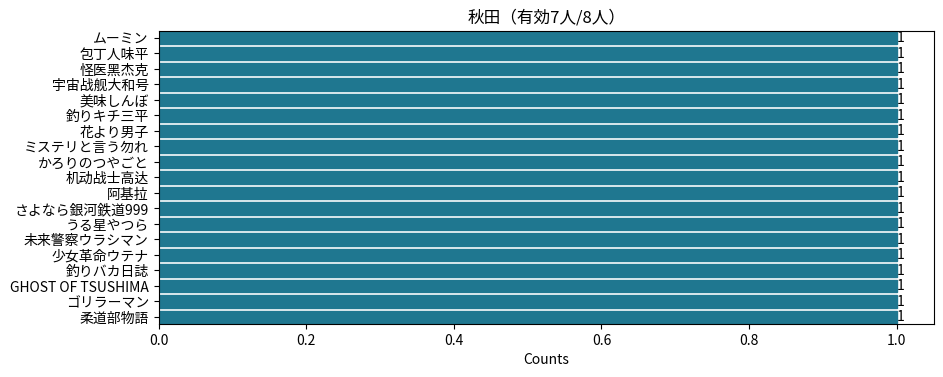 秋田（有効7人/8人）
ムーミン 1
包丁人味平 1
怪医黑杰克 1
宇宙战舰大和号 1
美味しんぼ 1
釣りキチ三平 1
花より男子 1
ミステリと言う勿れ 1
かろりのつやごと 1
机动战士高达 1
阿基拉 1
さよなら銀河鉄道999 1
うる星やつら 1
未来警察ウラシマン 1
少女革命ウテナ 1
釣りバカ日誌 1
GHOST OF TSUSHIMA 1
ゴリラーマン 1
柔道部物語 1
0.0 0.2 0.4 0.6 0.8 1.0
Counts